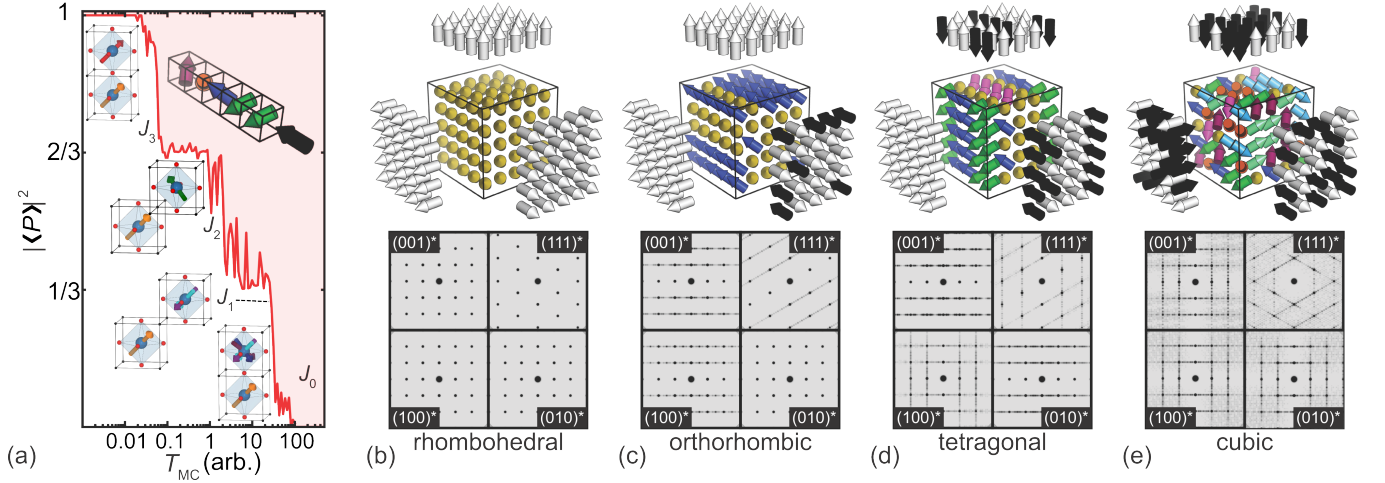 1
2/3
1/3
|⟨P⟩|²
J₃
J₂
J₁
J₀
0.01 0.1 1 10 100
T_MC (arb.)
(a)
(001)* (111)*
(100)* (010)*
(b) rhombohedral
(001)* (111)*
(100)* (010)*
(c) orthorhombic
(001)* (111)*
(100)* (010)*
(d) tetragonal
(001)* (111)*
(100)* (010)*
(e) cubic